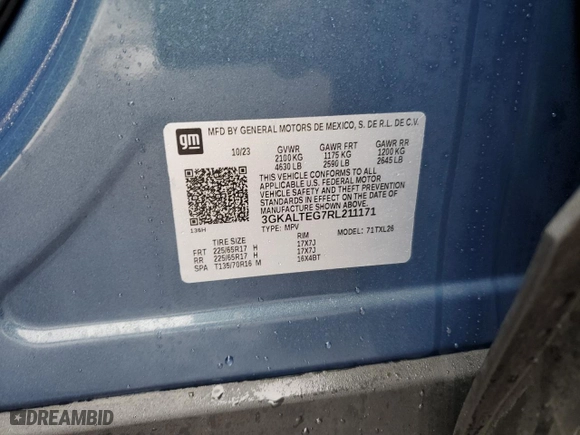 gm
MFD BY GENERAL MOTORS DE MEXICO, S. DE R.L. DE C.V.
10/23 GVWR GAWR FRT GAWR RR
2100 KG 1175 KG 1200 KG
4630 LB 2590 LB 2645 LB
THIS VEHICLE CONFORMS TO ALL
APPLICABLE U.S. FEDERAL MOTOR
VEHICLE SAFETY AND THEFT PREVENTION
STANDARDS IN EFFECT ON THE DATE OF
MANUFACTURE SHOWN ABOVE.
3GKALTEG7RL211171
136H TYPE: MPV MODEL: 71TXL26
TIRE SIZE RIM
FRT 225/65R17 H 17X7J
RR 225/65R17 H 17X7J
SPA T135/70R16 M 16X4BT
DREAMBID